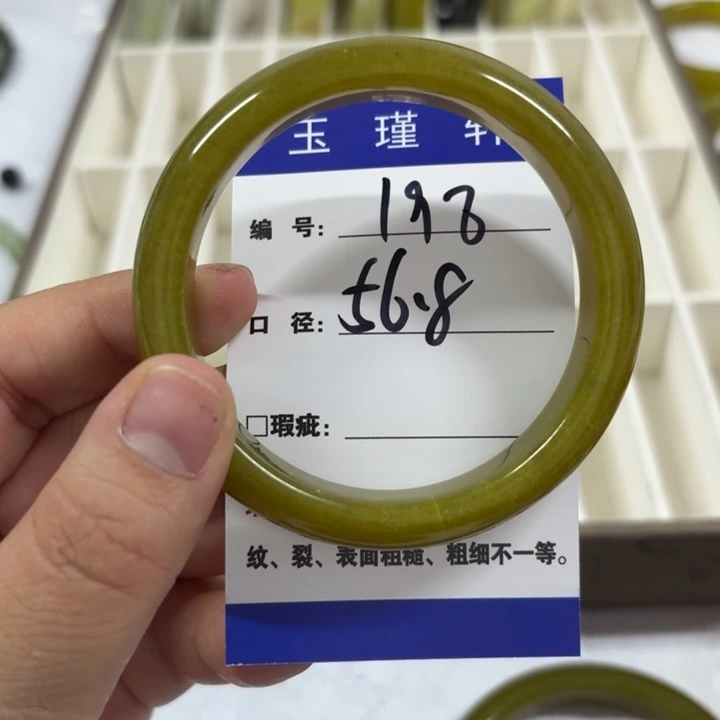 玉瑾轩
编号: 198
口径: 56.8
□瑕疵:
纹、裂、表面粗糙、粗细不一等。